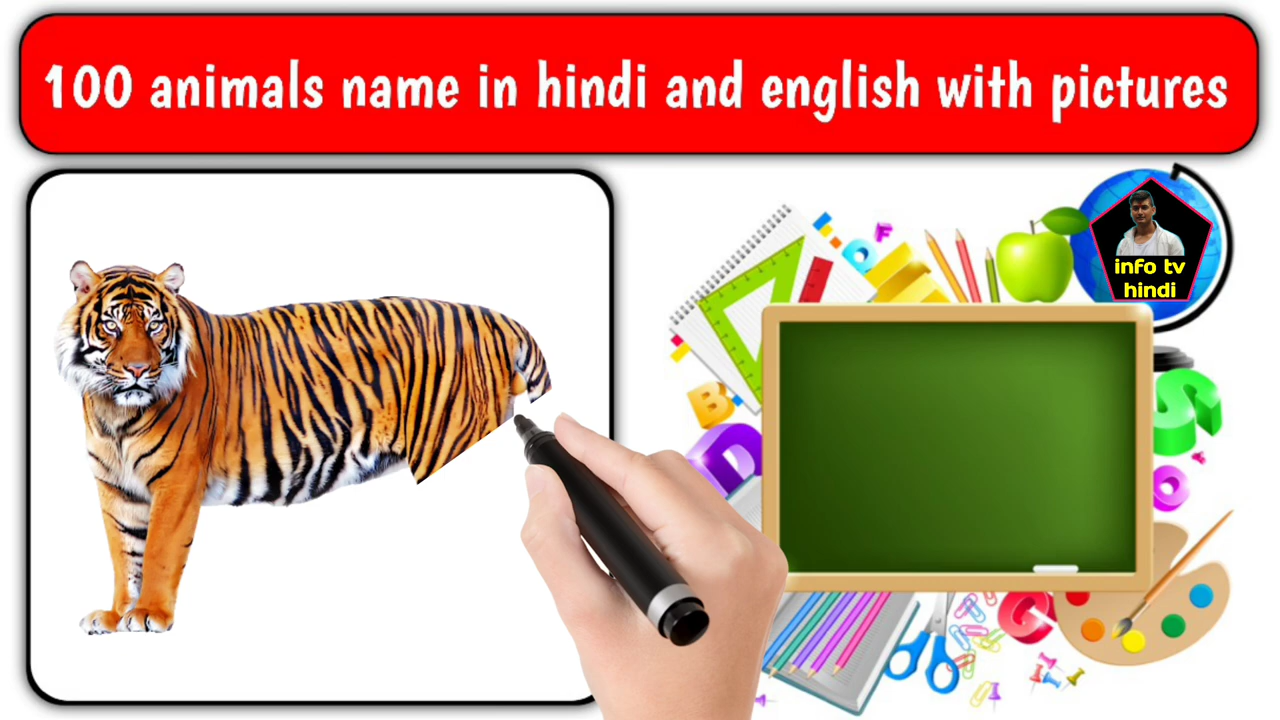 100 animals name in hindi and english with pictures
info tv
hindi
F
B
D
S
G